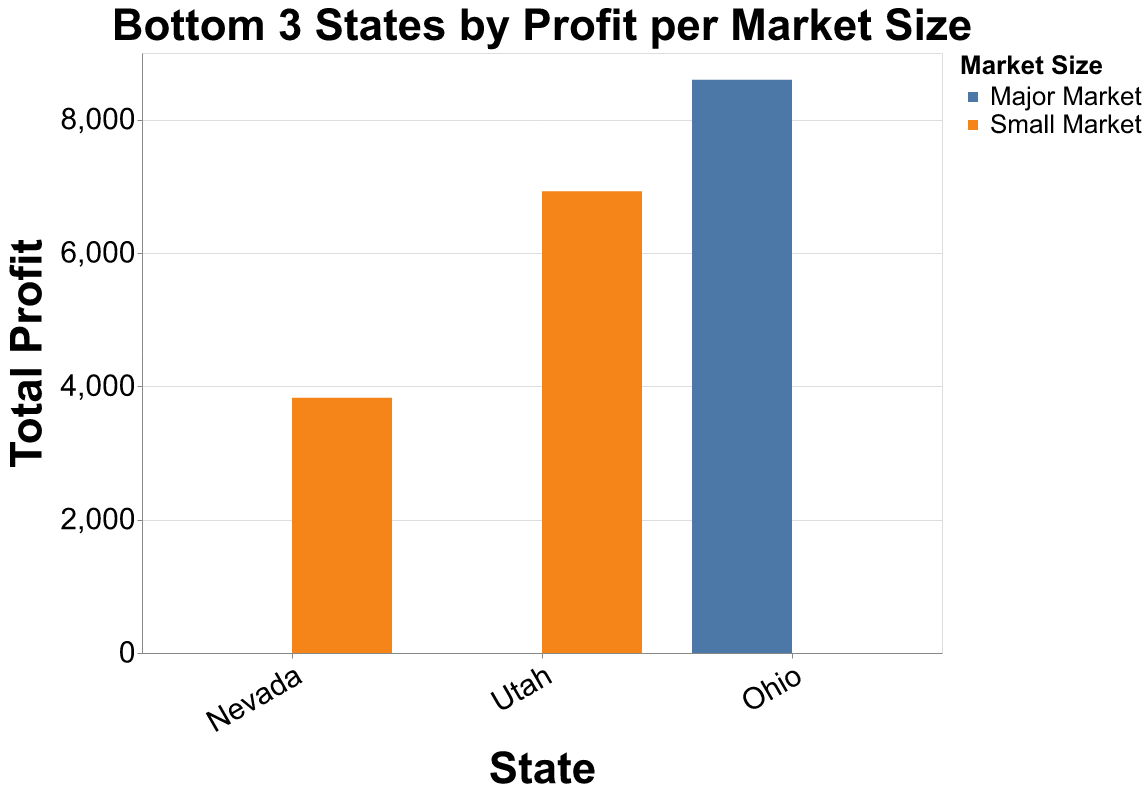 Bottom 3 States by Profit per Market Size
Market Size
Major Market
Small Market
Total Profit
8,000
6,000
4,000
2,000
0
Nevada
Utah
Ohio
State